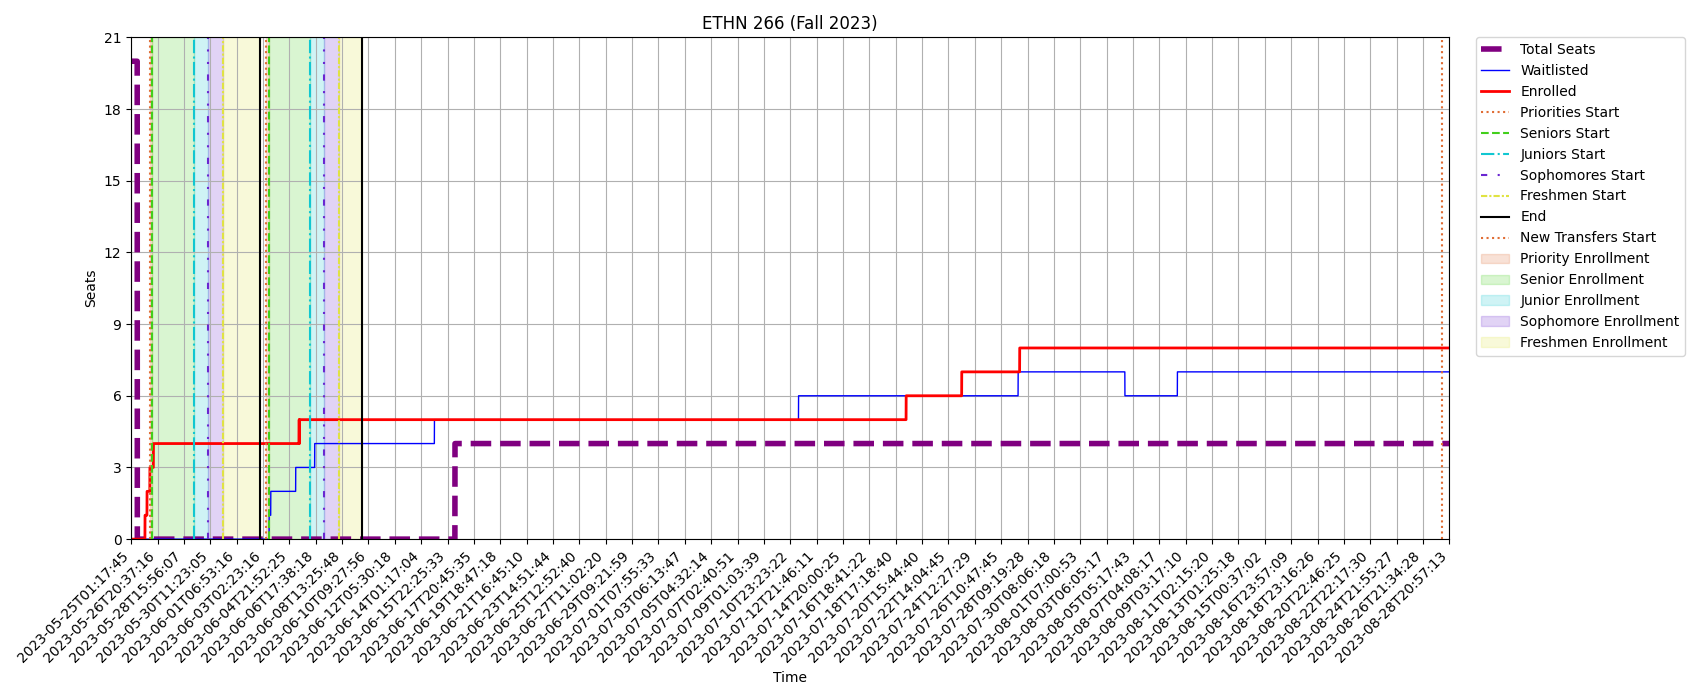 ETHN 266 (Fall 2023)
21
18
15
12
9
6
3
0
Seats
2023-05-25T01:17:45
2023-05-26T20:37:16
2023-05-28T15:56:07
2023-05-30T11:23:05
2023-06-01T06:53:16
2023-06-03T02:23:16
2023-06-04T21:52:25
2023-06-06T17:38:18
2023-06-08T13:25:48
2023-06-10T09:27:56
2023-06-12T05:30:18
2023-06-14T01:17:04
2023-06-15T22:25:33
2023-06-17T20:45:35
2023-06-19T18:47:18
2023-06-21T16:45:10
2023-06-23T14:51:44
2023-06-25T12:52:40
2023-06-27T11:02:20
2023-06-29T09:21:59
2023-07-01T07:55:33
2023-07-03T06:13:47
2023-07-05T04:32:14
2023-07-07T02:40:51
2023-07-09T01:03:39
2023-07-10T23:23:22
2023-07-12T21:46:11
2023-07-14T20:00:25
2023-07-16T18:41:22
2023-07-18T17:18:40
2023-07-20T15:44:40
2023-07-22T14:04:45
2023-07-24T12:27:29
2023-07-26T10:47:45
2023-07-28T09:19:28
2023-07-30T08:06:18
2023-08-01T07:00:53
2023-08-03T06:05:17
2023-08-05T05:17:43
2023-08-07T04:08:17
2023-08-09T03:17:10
2023-08-11T02:15:20
2023-08-13T01:25:18
2023-08-15T00:37:02
2023-08-16T23:57:09
2023-08-18T23:16:26
2023-08-20T22:46:25
2023-08-22T22:17:30
2023-08-24T21:55:27
2023-08-26T21:34:28
2023-08-28T20:57:13
Time
Total Seats
Waitlisted
Enrolled
Priorities Start
Seniors Start
Juniors Start
Sophomores Start
Freshmen Start
End
New Transfers Start
Priority Enrollment
Senior Enrollment
Junior Enrollment
Sophomore Enrollment
Freshmen Enrollment